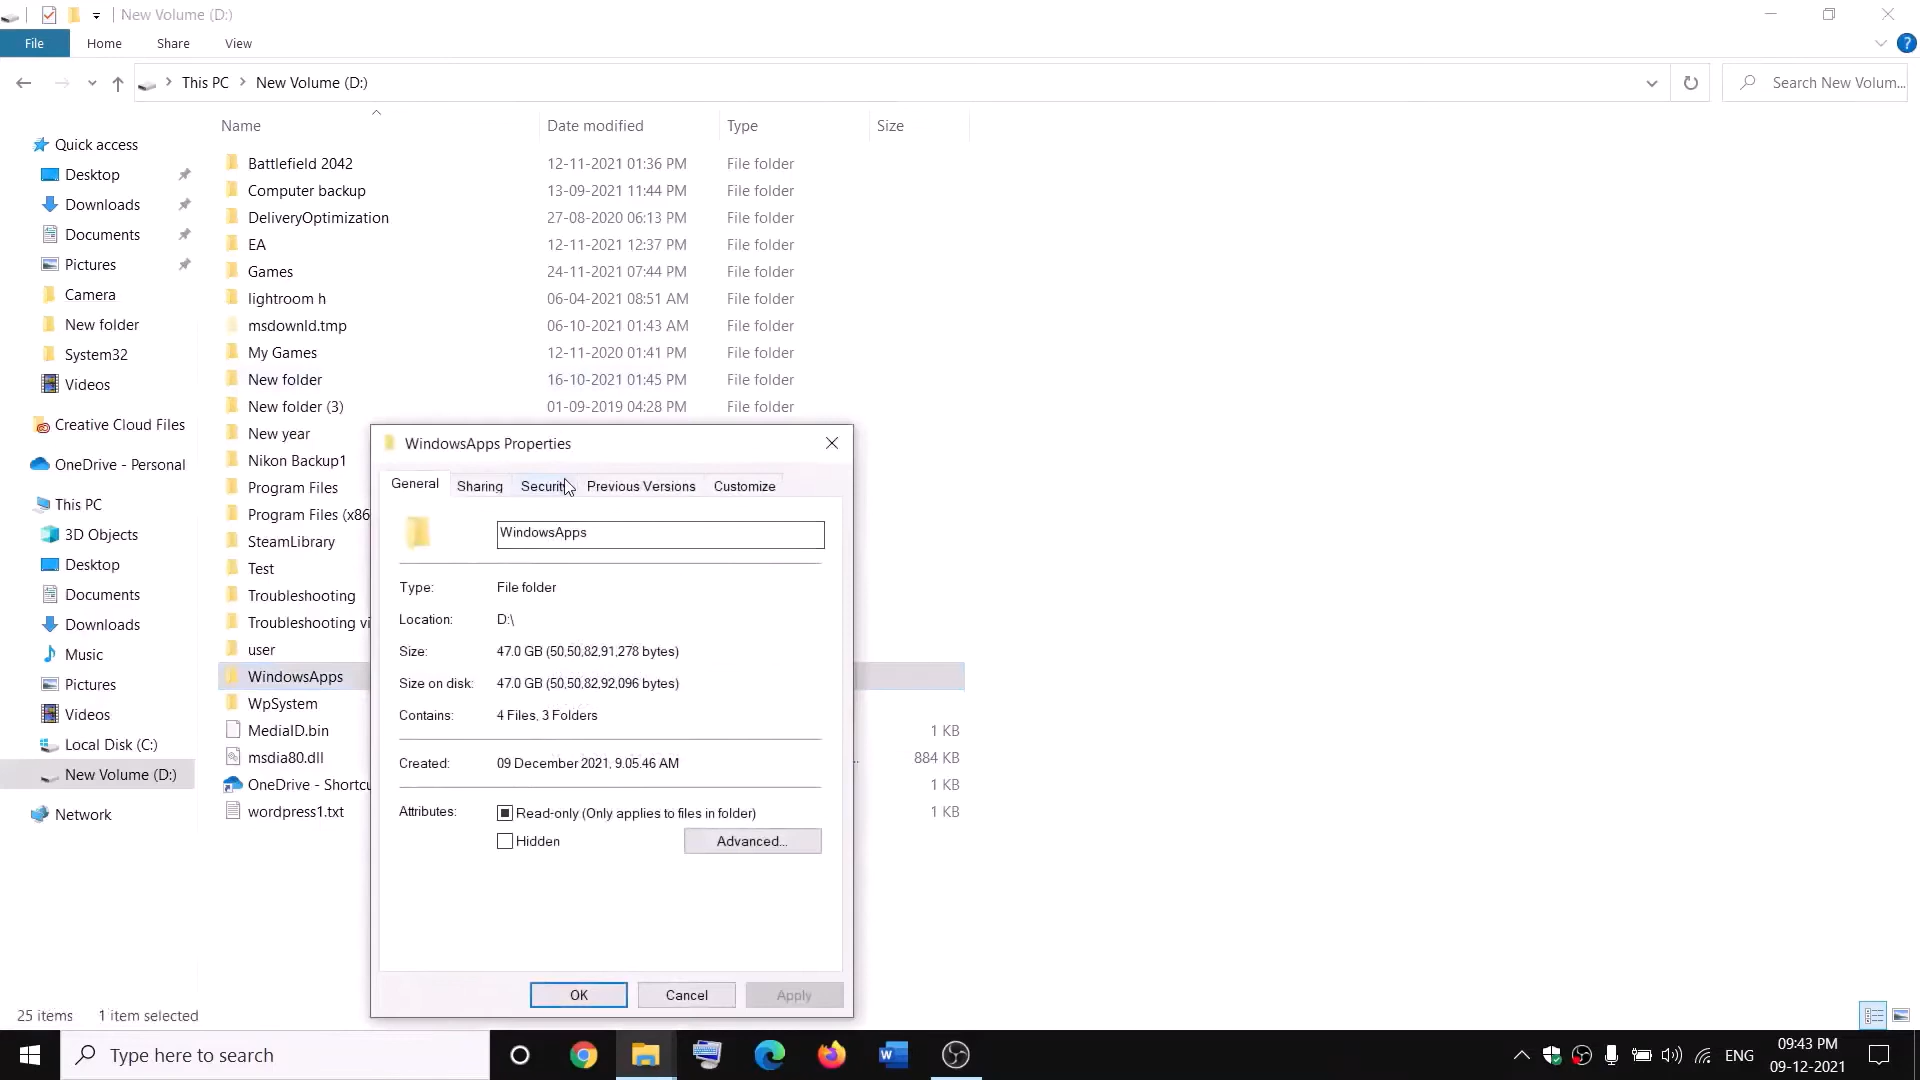 New Volume (D:)
File Home Share View
This PC New Volume (D:)
Search New Volum...
Name Date modified Type Size
Quick access
Desktop
Downloads
Documents
Pictures
Camera
New folder
System32
Videos
Creative Cloud Files
OneDrive - Personal
This PC
3D Objects
Desktop
Documents
Downloads
Music
Pictures
Videos
Local Disk (C:)
New Volume (D:)
Network
Battlefield 2042 12-11-2021 01:36 PM File folder
Computer backup 13-09-2021 11:44 PM File folder
DeliveryOptimization 27-08-2020 06:13 PM File folder
EA 12-11-2021 12:37 PM File folder
Games 24-11-2021 07:44 PM File folder
lightroom h 06-04-2021 08:51 AM File folder
msdownld.tmp 06-10-2021 01:43 AM File folder
My Games 12-11-2020 01:41 PM File folder
New folder 16-10-2021 01:45 PM File folder
New folder (3) 01-09-2019 04:28 PM File folder
New year
Nikon Backup1
Program Files
Program Files (x86
SteamLibrary
Test
Troubleshooting
Troubleshooting vi
user
WindowsApps
WpSystem
MediaID.bin 1 KB
msdia80.dll 884 KB
OneDrive - Shortcu 1 KB
wordpress1.txt 1 KB
WindowsApps Properties
General Sharing Security Previous Versions Customize
WindowsApps
Type: File folder
Location: D:\
Size: 47.0 GB (50,50,82,91,278 bytes)
Size on disk: 47.0 GB (50,50,82,92,096 bytes)
Contains: 4 Files, 3 Folders
Created: 09 December 2021, 9.05.46 AM
Attributes: Read-only (Only applies to files in folder)
Hidden Advanced...
OK Cancel Apply
25 items 1 item selected
Type here to search
ENG
09:43 PM
09-12-2021